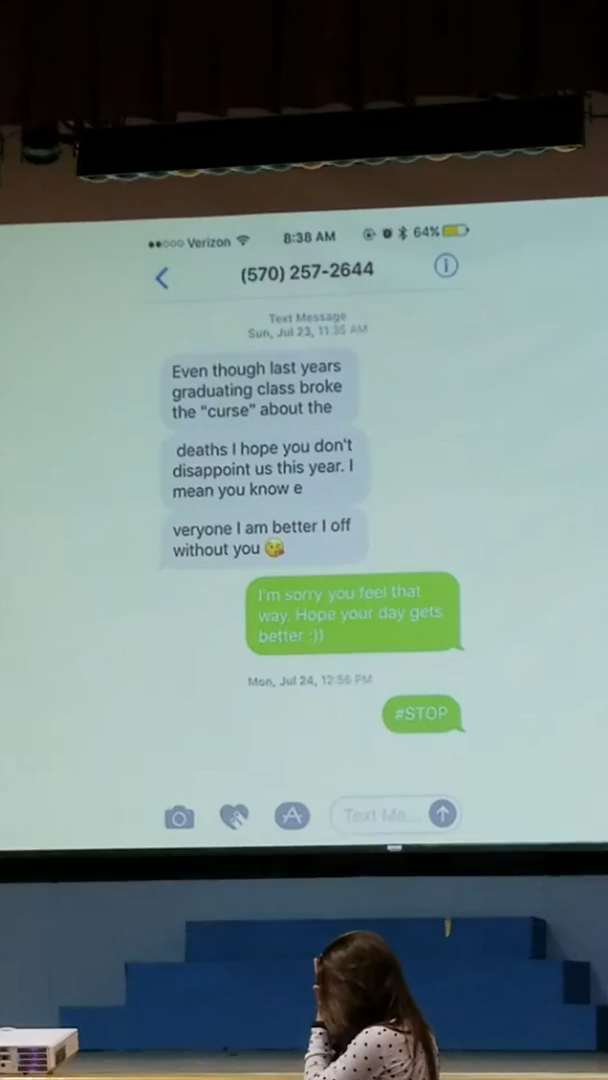 Verizon 8:38 AM 64%
(570) 257-2644
Text Message
Sun, Jul 23, 11:35 AM
Even though last years
graduating class broke
the "curse" about the
deaths I hope you don't
disappoint us this year. I
mean you know e
veryone I am better I off
without you 😘
I'm sorry you feel that
way. Hope your day gets
better :))
Mon, Jul 24, 12:56 PM
#STOP
Text Me...